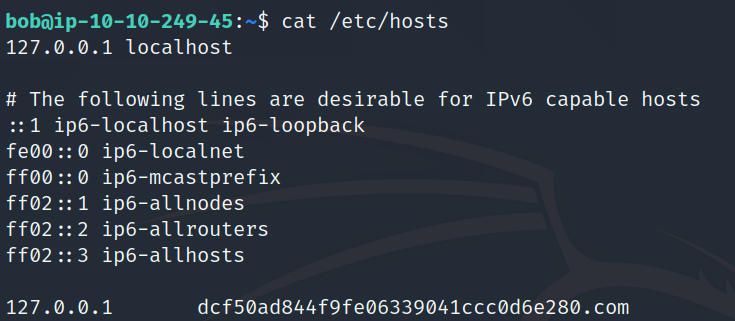 bob@ip-10-10-249-45:~$ cat /etc/hosts
127.0.0.1 localhost
# The following lines are desirable for IPv6 capable hosts
::1 ip6-localhost ip6-loopback
fe00::0 ip6-localnet
ff00::0 ip6-mcastprefix
ff02::1 ip6-allnodes
ff02::2 ip6-allrouters
ff02::3 ip6-allhosts
127.0.0.1 dcf50ad844f9fe06339041ccc0d6e280.com